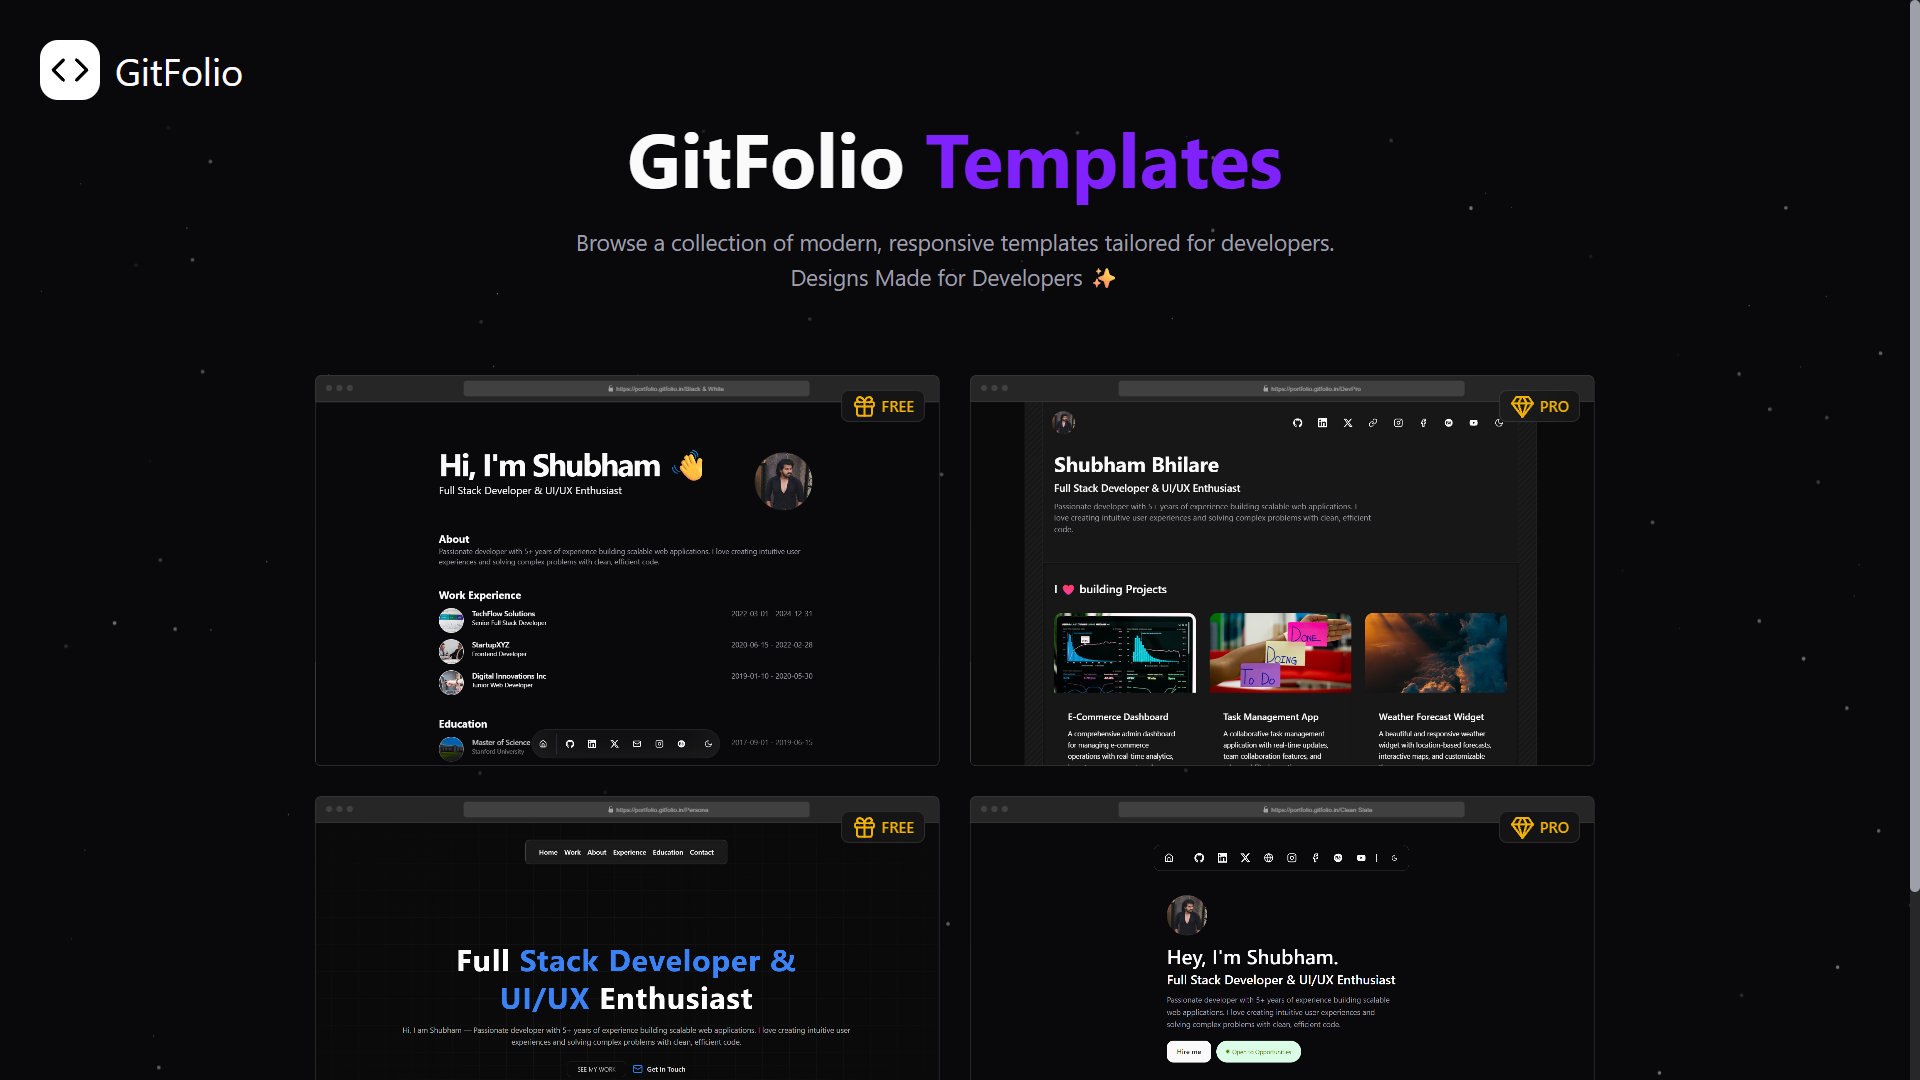 GitFolio
GitFolio Templates
Browse a collection of modern, responsive templates tailored for developers.
Designs Made for Developers ✨
https://portfolio.gitfolio.in/Black & White
FREE
Hi, I'm Shubham 👋
Full Stack Developer & UI/UX Enthusiast
About
Passionate developer with 5+ years of experience building scalable web applications. I love creating intuitive user
experiences and solving complex problems with clean, efficient code.
Work Experience
TechFlow Solutions
2022-03-01 - 2024-12-31
Senior Full Stack Developer
StartupXYZ
2020-06-15 - 2022-02-28
Frontend Developer
Digital Innovations Inc
2019-01-10 - 2020-05-30
Junior Web Developer
Education
Master of Science
2017-09-01 - 2019-06-15
Stanford University
https://portfolio.gitfolio.in/DevPro
PRO
Shubham Bhilare
Full Stack Developer & UI/UX Enthusiast
Passionate developer with 5+ years of experience building scalable web applications. I
love creating intuitive user experiences and solving complex problems with clean, efficient
code.
I ❤ building Projects
DONE
DOING
To Do
E-Commerce Dashboard
A comprehensive admin dashboard
for managing e-commerce
operations with real-time analytics,
Task Management App
A collaborative task management
application with real-time updates,
team collaboration features, and
Weather Forecast Widget
A beautiful and responsive weather
widget with location-based forecasts,
interactive maps, and customizable
https://portfolio.gitfolio.in/Persona
FREE
Home Work About Experience Education Contact
Full Stack Developer &
UI/UX Enthusiast
Hi, I am Shubham — Passionate developer with 5+ years of experience building scalable web applications. I love creating intuitive user
experiences and solving complex problems with clean, efficient code.
SEE MY WORK
Get In Touch
https://portfolio.gitfolio.in/Clean Slate
PRO
Hey, I'm Shubham.
Full Stack Developer & UI/UX Enthusiast
Passionate developer with 5+ years of experience building scalable
web applications. I love creating intuitive user experiences and
solving complex problems with clean, efficient code.
Hire me
Open to Opportunities